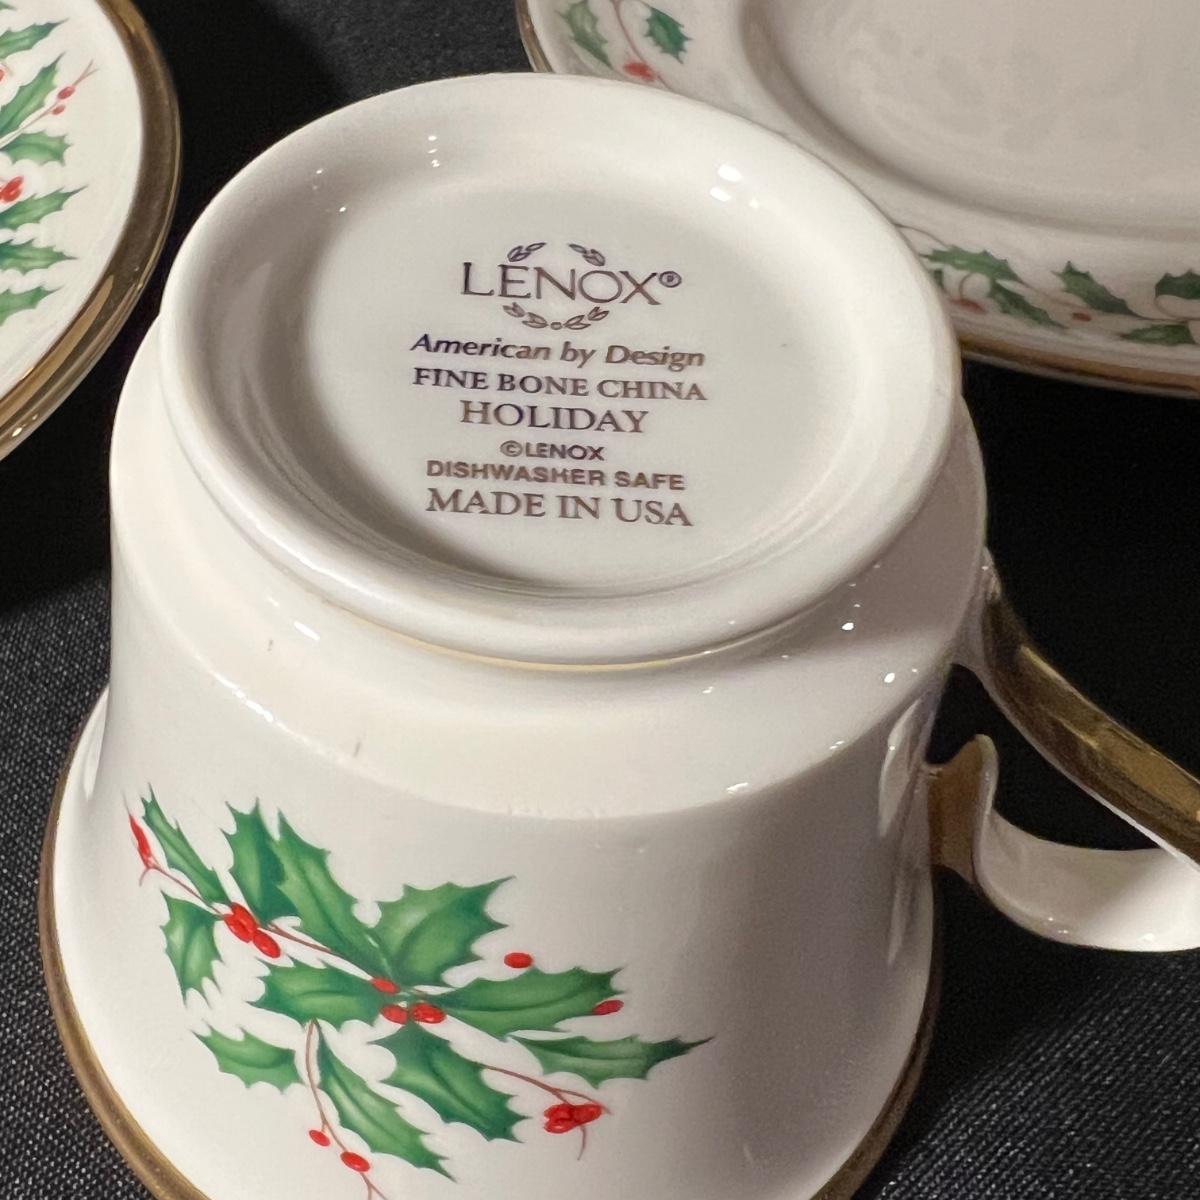 LENOX®
American by Design
FINE BONE CHINA
HOLIDAY
©LENOX
DISHWASHER SAFE
MADE IN USA